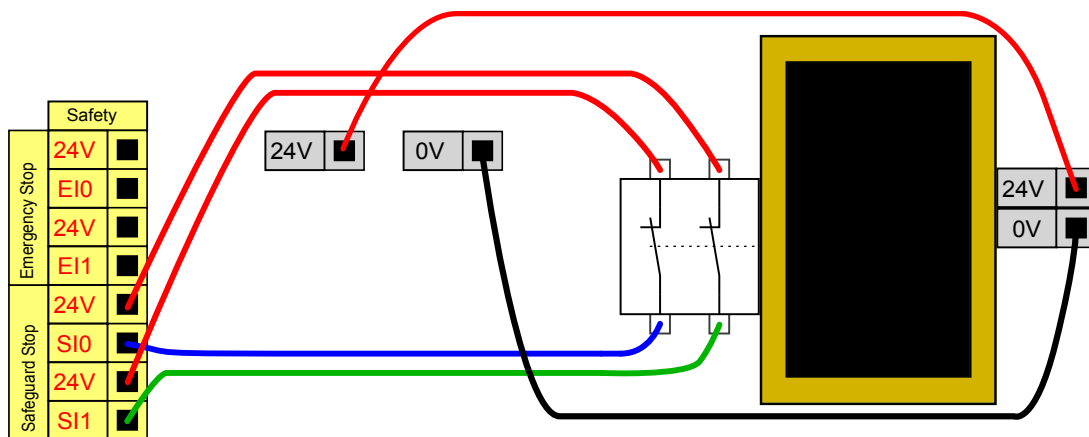 Safety
Emergency Stop
24V
EI0
24V
EI1
Safeguard Stop
24V
SI0
24V
SI1
24V
0V
24V
0V